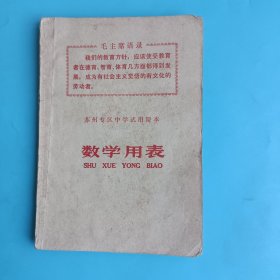 毛主席语录
我们的教育方针，应该使受教育
者在德育、智育、体育几方面都得到发
展，成为有社会主义觉悟的有文化的
劳动者。
苏州专区中学试用课本
数学用表
SHU XUE YONG BIAO